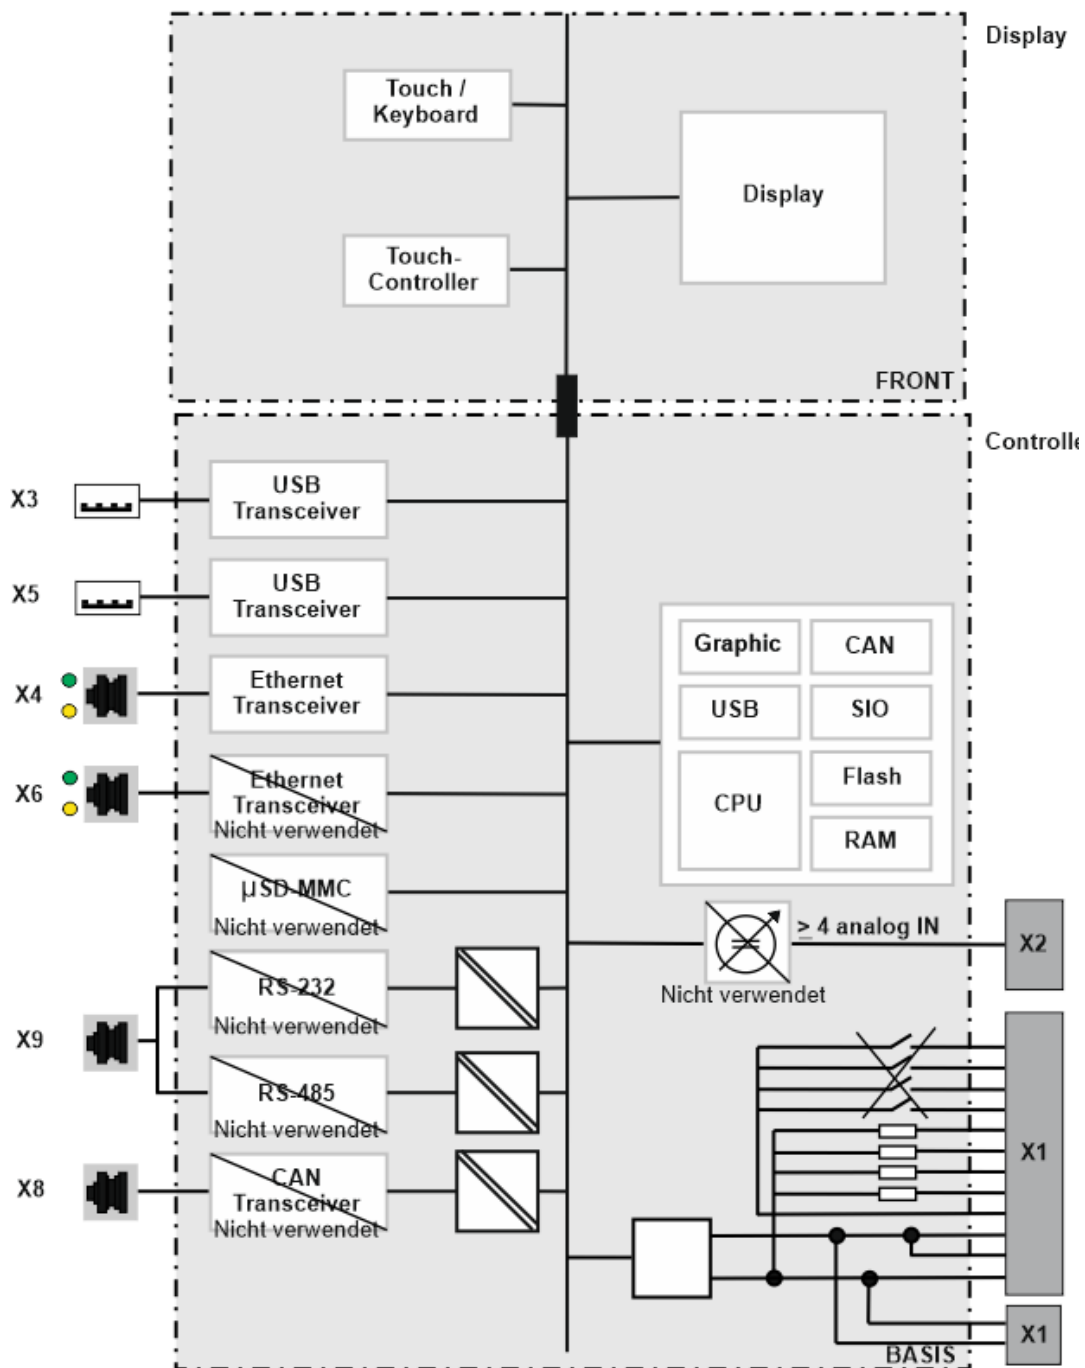 Display
Touch /
Keyboard
Display
Touch-
Controller
FRONT
Controlle
X3
USB
Transceiver
X5
USB
Transceiver
Graphic
CAN
X4
Ethernet
Transceiver
USB
SIO
X6
Ethernet
Transceiver
Nicht verwendet
CPU
Flash
RAM
µSD-MMC
Nicht verwendet
≥ 4 analog IN
X2
Nicht verwendet
RS-232
Nicht verwendet
X9
RS-485
Nicht verwendet
X1
X8
CAN
Transceiver
Nicht verwendet
X1
BASIS